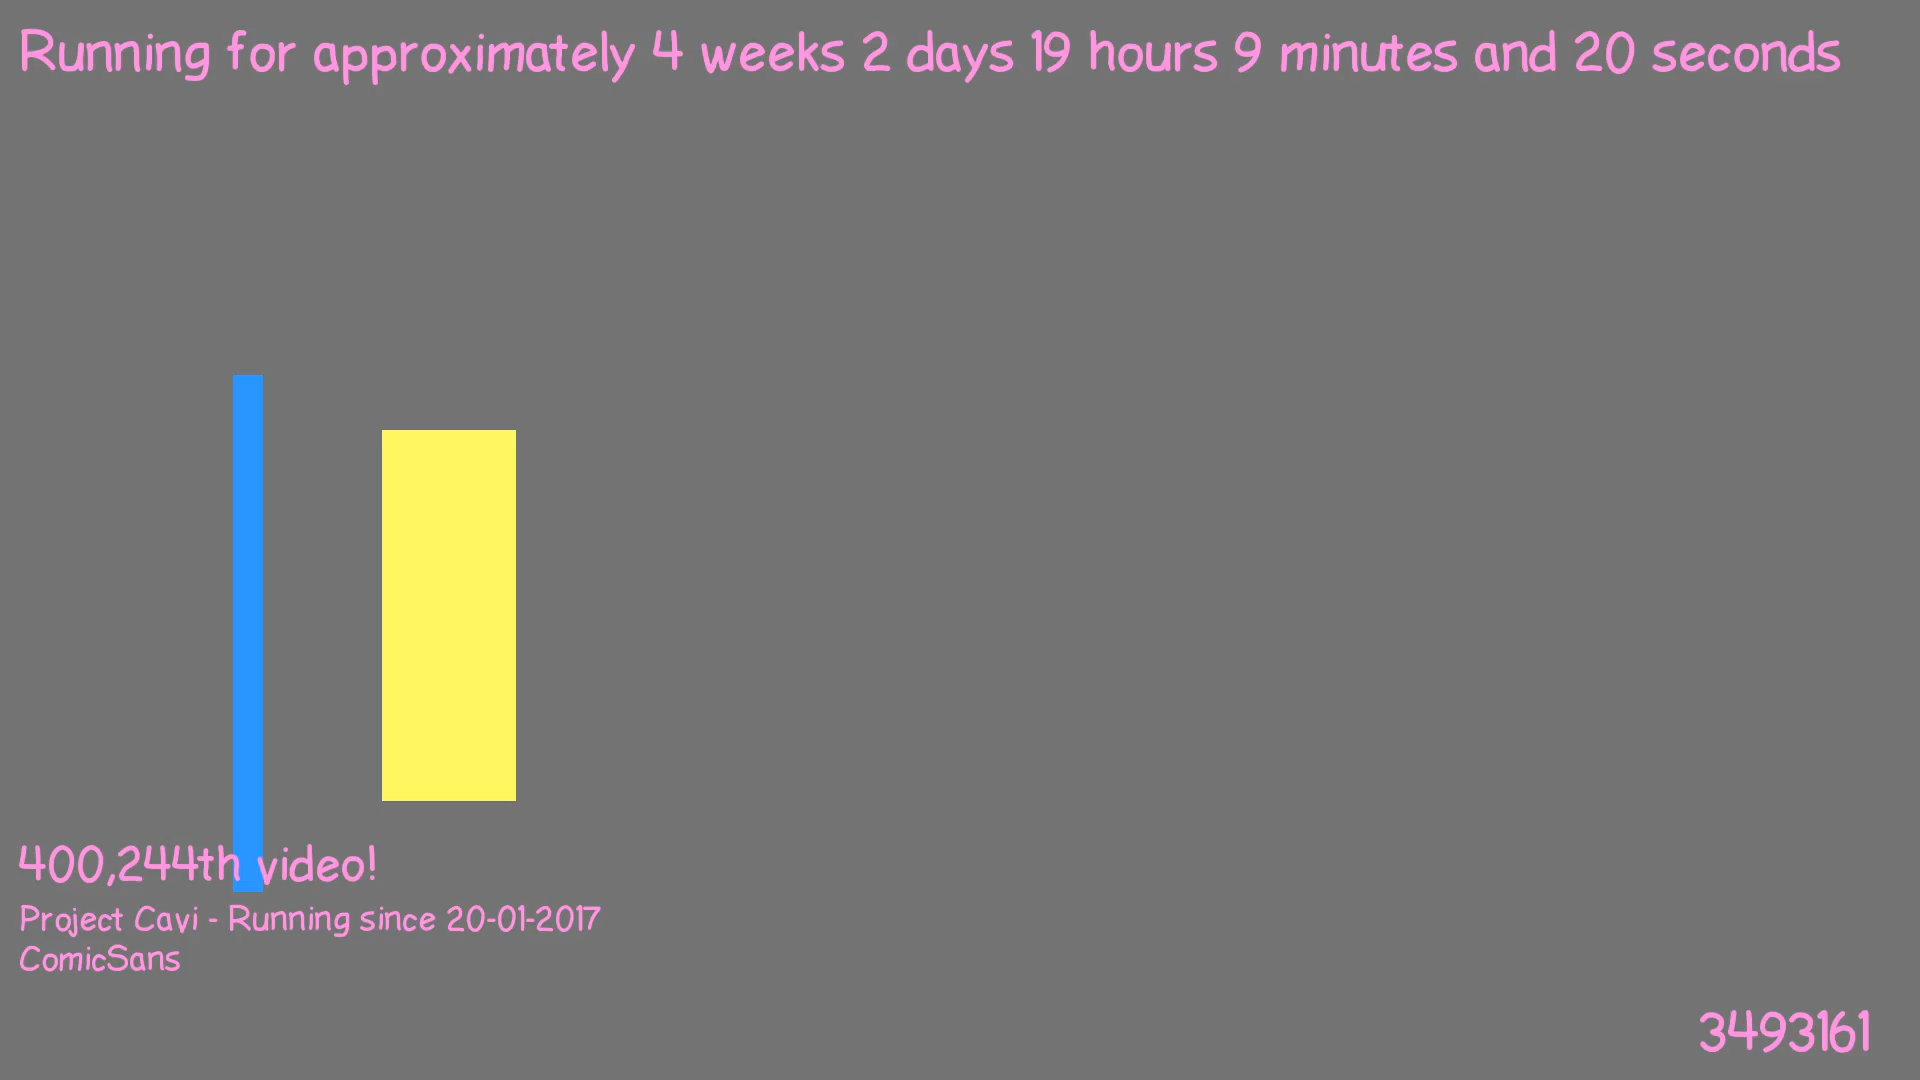 Running for approximately 4 weeks 2 days 19 hours 9 minutes and 20 seconds
400,244th video!
Project Cavi - Running since 20-01-2017
ComicSans
3493161